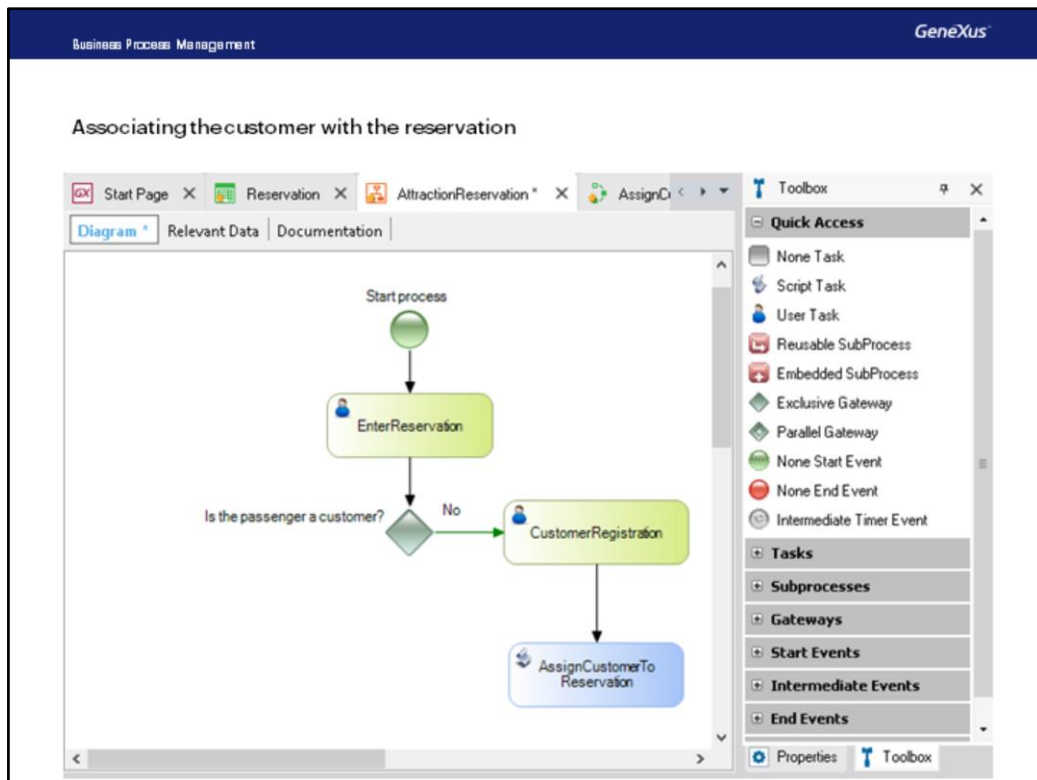 Business Process Management
GeneXus
Associating the customer with the reservation
Start Page
Reservation
AttractionReservation *
AssignCu
Toolbox
Diagram *
Relevant Data
Documentation
Quick Access
None Task
Script Task
User Task
Reusable SubProcess
Embedded SubProcess
Exclusive Gateway
Parallel Gateway
None Start Event
None End Event
Intermediate Timer Event
Tasks
Subprocesses
Gateways
Start Events
Intermediate Events
End Events
Start process
EnterReservation
Is the passenger a customer?
No
CustomerRegistration
AssignCustomerTo
Reservation
Properties
Toolbox